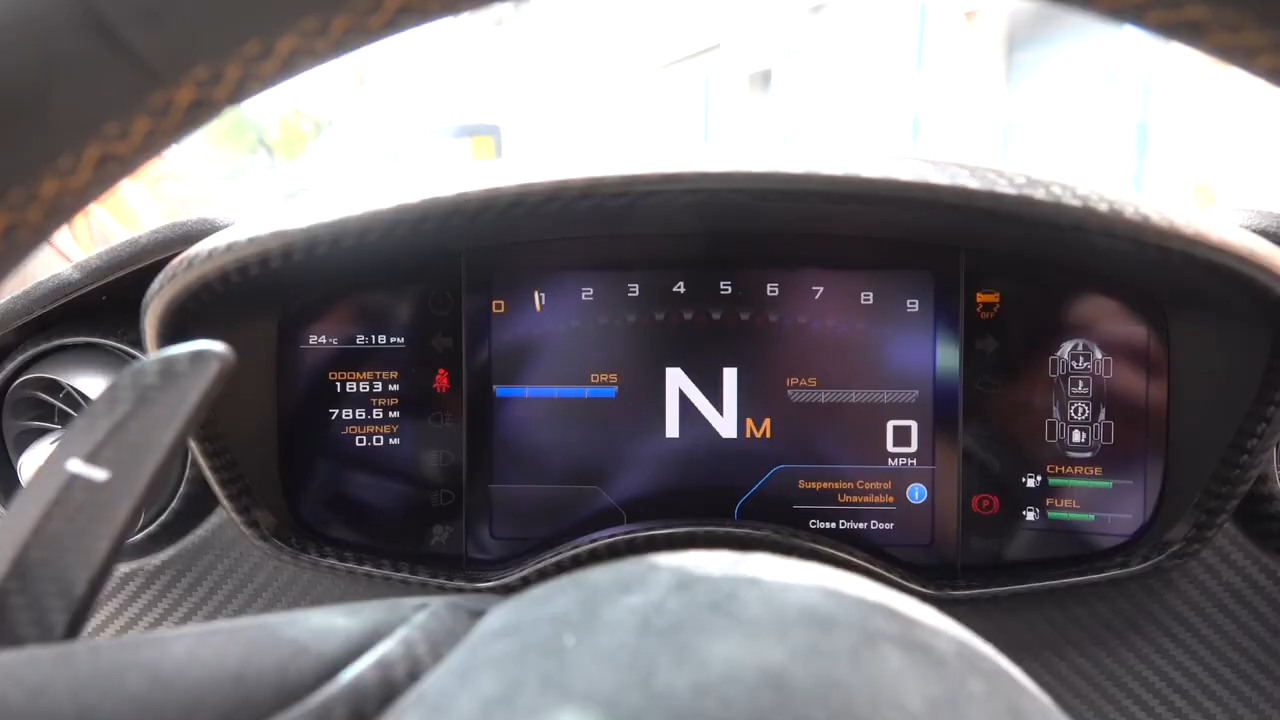 24°C 2:18 PM
ODOMETER
1863 MI
TRIP
786.6 MI
JOURNEY
0.0 MI
0 1 2 3 4 5 6 7 8 9
DRS
N M
IPAS
0
MPH
Suspension Control
Unavailable
Close Driver Door
OFF
P
CHARGE
FUEL